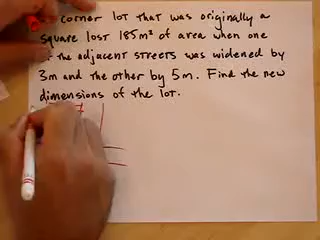 corner lot that was originally a
square lost 185m² of area when one
of the adjacent streets was widened by
3m and the other by 5m. Find the new
dimensions of the lot.